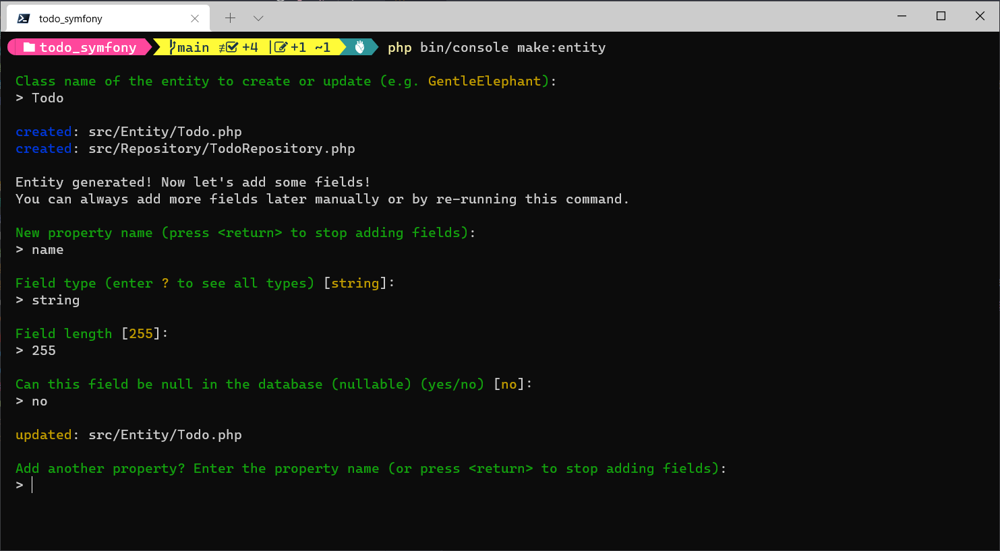 todo_symfony
todo_symfony main ≢ +4 | +1 ~1 php bin/console make:entity
Class name of the entity to create or update (e.g. GentleElephant):
> Todo
created: src/Entity/Todo.php
created: src/Repository/TodoRepository.php
Entity generated! Now let's add some fields!
You can always add more fields later manually or by re-running this command.
New property name (press <return> to stop adding fields):
> name
Field type (enter ? to see all types) [string]:
> string
Field length [255]:
> 255
Can this field be null in the database (nullable) (yes/no) [no]:
> no
updated: src/Entity/Todo.php
Add another property? Enter the property name (or press <return> to stop adding fields):
>